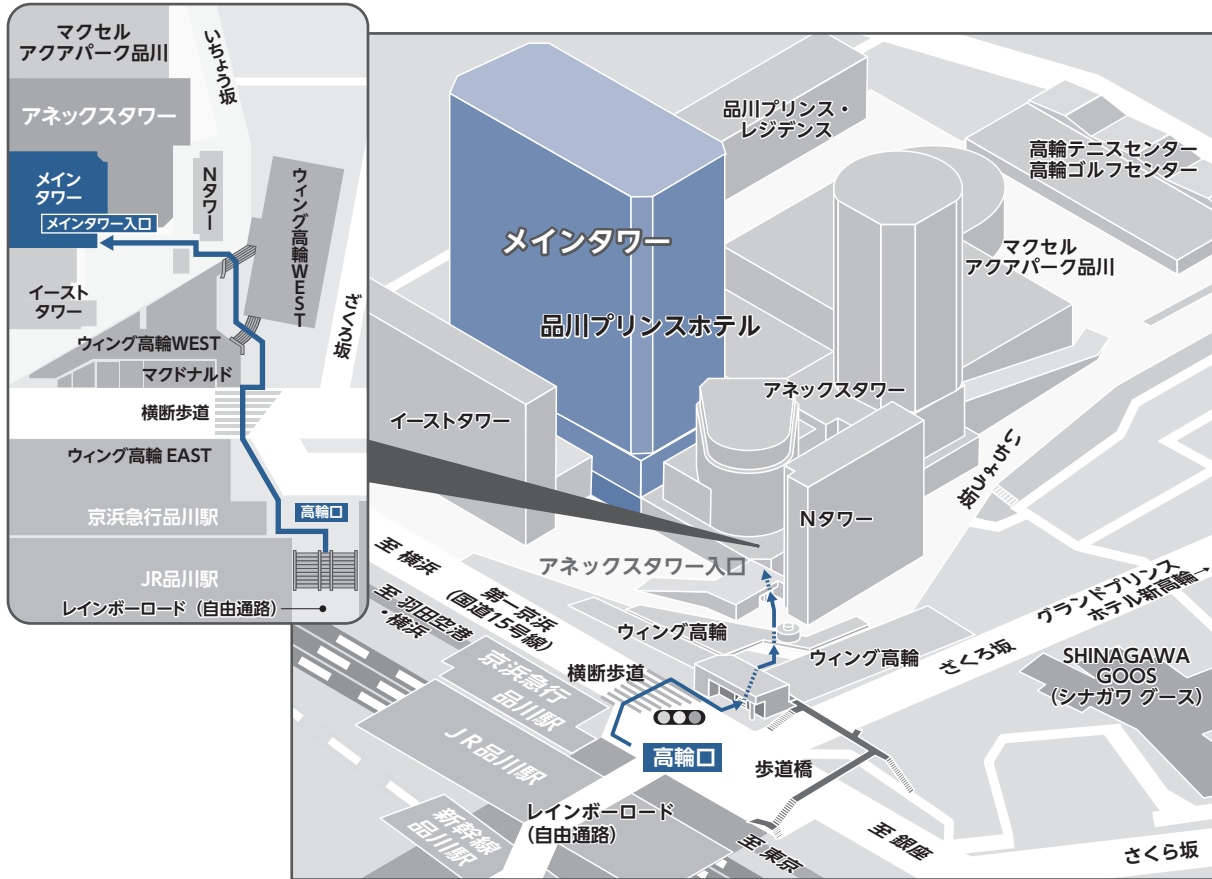 マクセル
アクアパーク品川
いちょう坂
アネックスタワー
メイン
タワー
メインタワー入口
Nタワー
ウィング高輪WEST
イースト
タワー
ざくろ坂
ウィング高輪WEST
マクドナルド
横断歩道
ウィング高輪 EAST
京浜急行品川駅
高輪口
JR品川駅
レインボーロード（自由通路）
品川プリンス・
レジデンス
高輪テニスセンター
高輪ゴルフセンター
メインタワー
マクセル
アクアパーク品川
品川プリンスホテル
アネックスタワー
イーストタワー
いちょう坂
Nタワー
アネックスタワー入口
至 横浜
第一京浜
（国道15号線）
至 羽田空港
・横浜
グランドプリンス
ホテル新高輪→
ウィング高輪
ウィング高輪
ざくろ坂
SHINAGAWA
GOOS
（シナガワ グース）
横断歩道
京浜急行
品川駅
JR品川駅
高輪口
歩道橋
レインボーロード
（自由通路）
新幹線
品川駅
至 東京
至 銀座
さくら坂